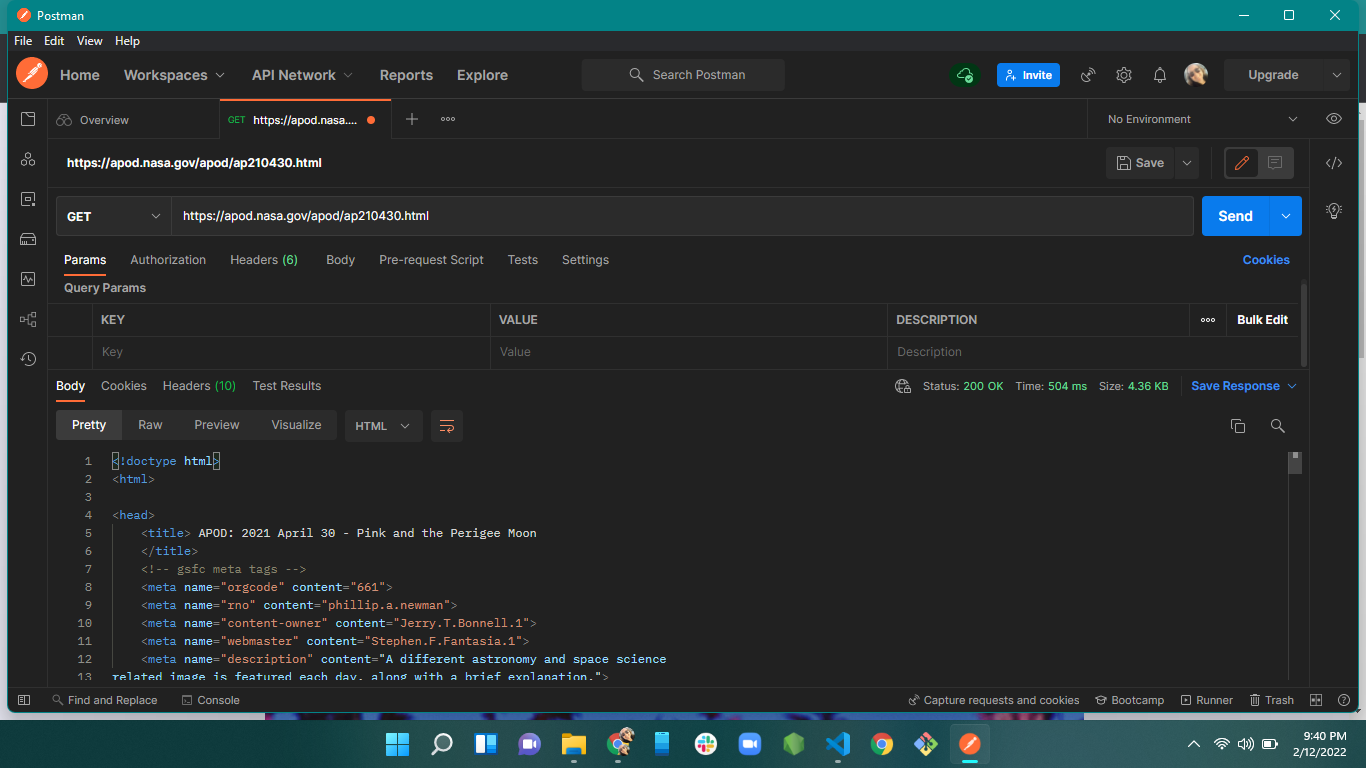 Postman
File Edit View Help
Home Workspaces API Network Reports Explore Search Postman Invite Upgrade
Overview GET https://apod.nasa.... No Environment
https://apod.nasa.gov/apod/ap210430.html Save
GET https://apod.nasa.gov/apod/ap210430.html Send
Params Authorization Headers (6) Body Pre-request Script Tests Settings Cookies
Query Params
KEY VALUE DESCRIPTION Bulk Edit
Key Value Description
Body Cookies Headers (10) Test Results Status: 200 OK Time: 504 ms Size: 4.36 KB Save Response
Pretty Raw Preview Visualize HTML
1 <!doctype html>
2 <html>
3
4 <head>
5 <title> APOD: 2021 April 30 - Pink and the Perigee Moon
6 </title>
7 <!-- gsfc meta tags -->
8 <meta name="orgcode" content="661">
9 <meta name="rno" content="phillip.a.newman">
10 <meta name="content-owner" content="Jerry.T.Bonnell.1">
11 <meta name="webmaster" content="Stephen.F.Fantasia.1">
12 <meta name="description" content="A different astronomy and space science
13 related image is featured each day, along with a brief explanation.">
Find and Replace Console Capture requests and cookies Bootcamp Runner Trash
9:40 PM
2/12/2022